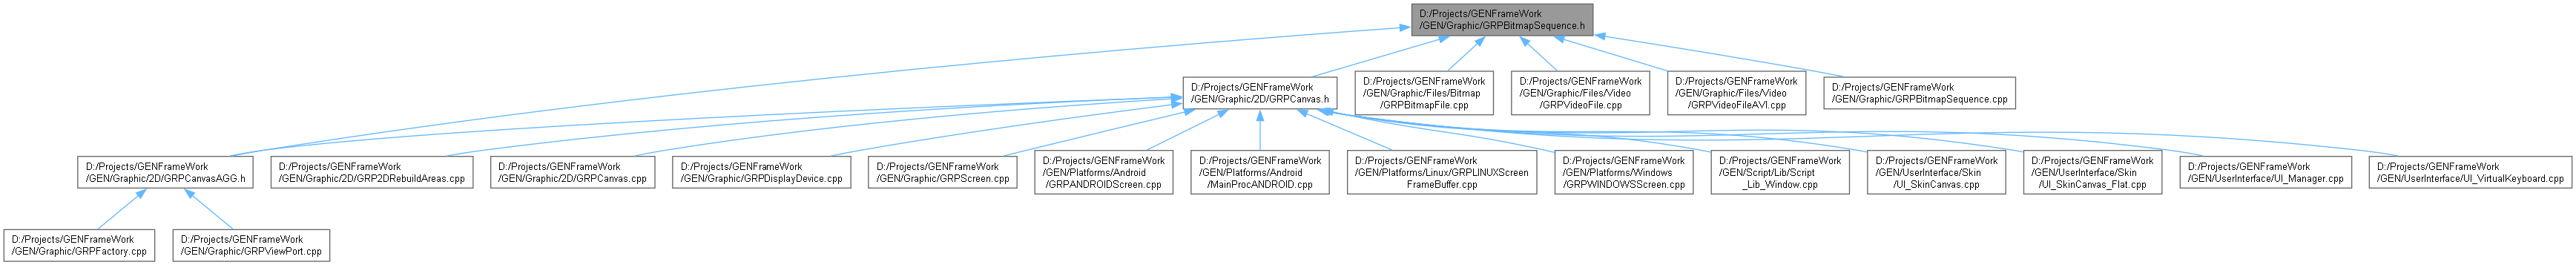 D:/Projects/GENFrameWork
/GEN/Graphic/GRPBitmapSequence.h
D:/Projects/GENFrameWork
/GEN/Graphic/2D/GRPCanvas.h
D:/Projects/GENFrameWork
/GEN/Graphic/Files/Bitmap
/GRPBitmapFile.cpp
D:/Projects/GENFrameWork
/GEN/Graphic/Files/Video
/GRPVideoFile.cpp
D:/Projects/GENFrameWork
/GEN/Graphic/Files/Video
/GRPVideoFileAVI.cpp
D:/Projects/GENFrameWork
/GEN/Graphic/GRPBitmapSequence.cpp
D:/Projects/GENFrameWork
/GEN/Graphic/2D/GRPCanvasAGG.h
D:/Projects/GENFrameWork
/GEN/Graphic/2D/GRP2DRebuildAreas.cpp
D:/Projects/GENFrameWork
/GEN/Graphic/2D/GRPCanvas.cpp
D:/Projects/GENFrameWork
/GEN/Graphic/GRPDisplayDevice.cpp
D:/Projects/GENFrameWork
/GEN/Graphic/GRPScreen.cpp
D:/Projects/GENFrameWork
/GEN/Platforms/Android
/GRPANDROIDScreen.cpp
D:/Projects/GENFrameWork
/GEN/Platforms/Android
/MainProcANDROID.cpp
D:/Projects/GENFrameWork
/GEN/Platforms/Linux/GRPLINUXScreen
FrameBuffer.cpp
D:/Projects/GENFrameWork
/GEN/Platforms/Windows
/GRPWINDOWSScreen.cpp
D:/Projects/GENFrameWork
/GEN/Script/Lib/Script
_Lib_Window.cpp
D:/Projects/GENFrameWork
/GEN/UserInterface/Skin
/UI_SkinCanvas.cpp
D:/Projects/GENFrameWork
/GEN/UserInterface/Skin
/UI_SkinCanvas_Flat.cpp
D:/Projects/GENFrameWork
/GEN/UserInterface/UI_Manager.cpp
D:/Projects/GENFrameWork
/GEN/UserInterface/UI_VirtualKeyboard.cpp
D:/Projects/GENFrameWork
/GEN/Graphic/GRPFactory.cpp
D:/Projects/GENFrameWork
/GEN/Graphic/GRPViewPort.cpp